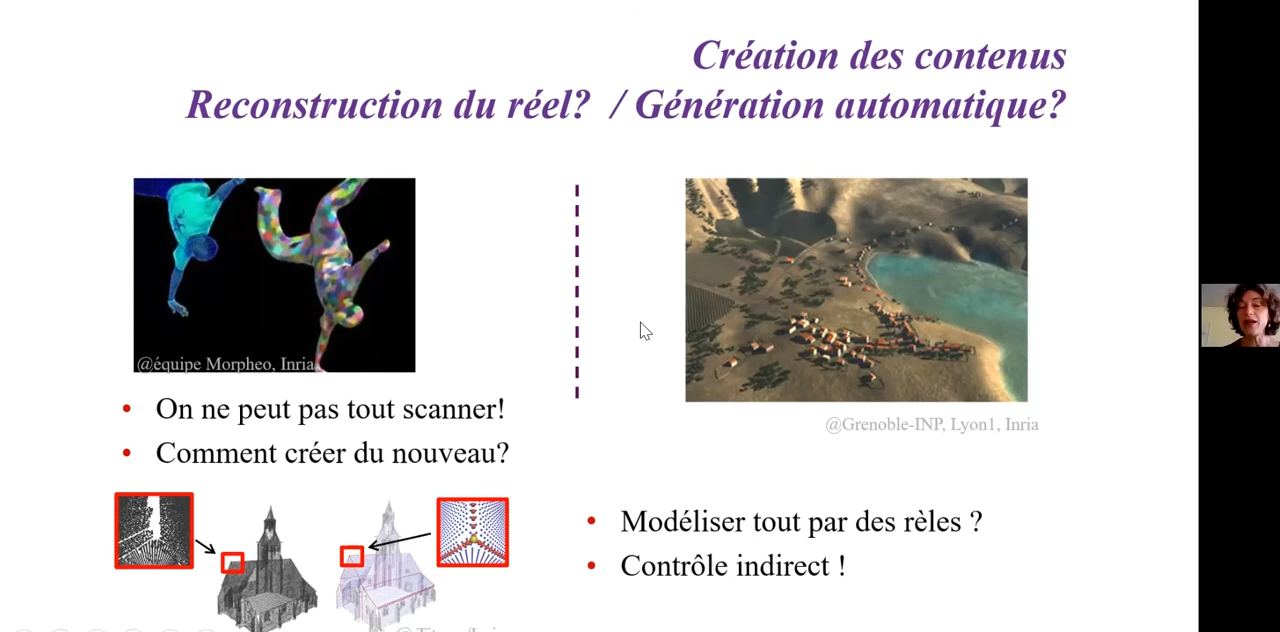 Création des contenus
Reconstruction du réel? / Génération automatique?
@équipe Morpheo, Inria
On ne peut pas tout scanner!
Comment créer du nouveau?
@Grenoble-INP, Lyon1, Inria
Modéliser tout par des rèles ?
Contrôle indirect !